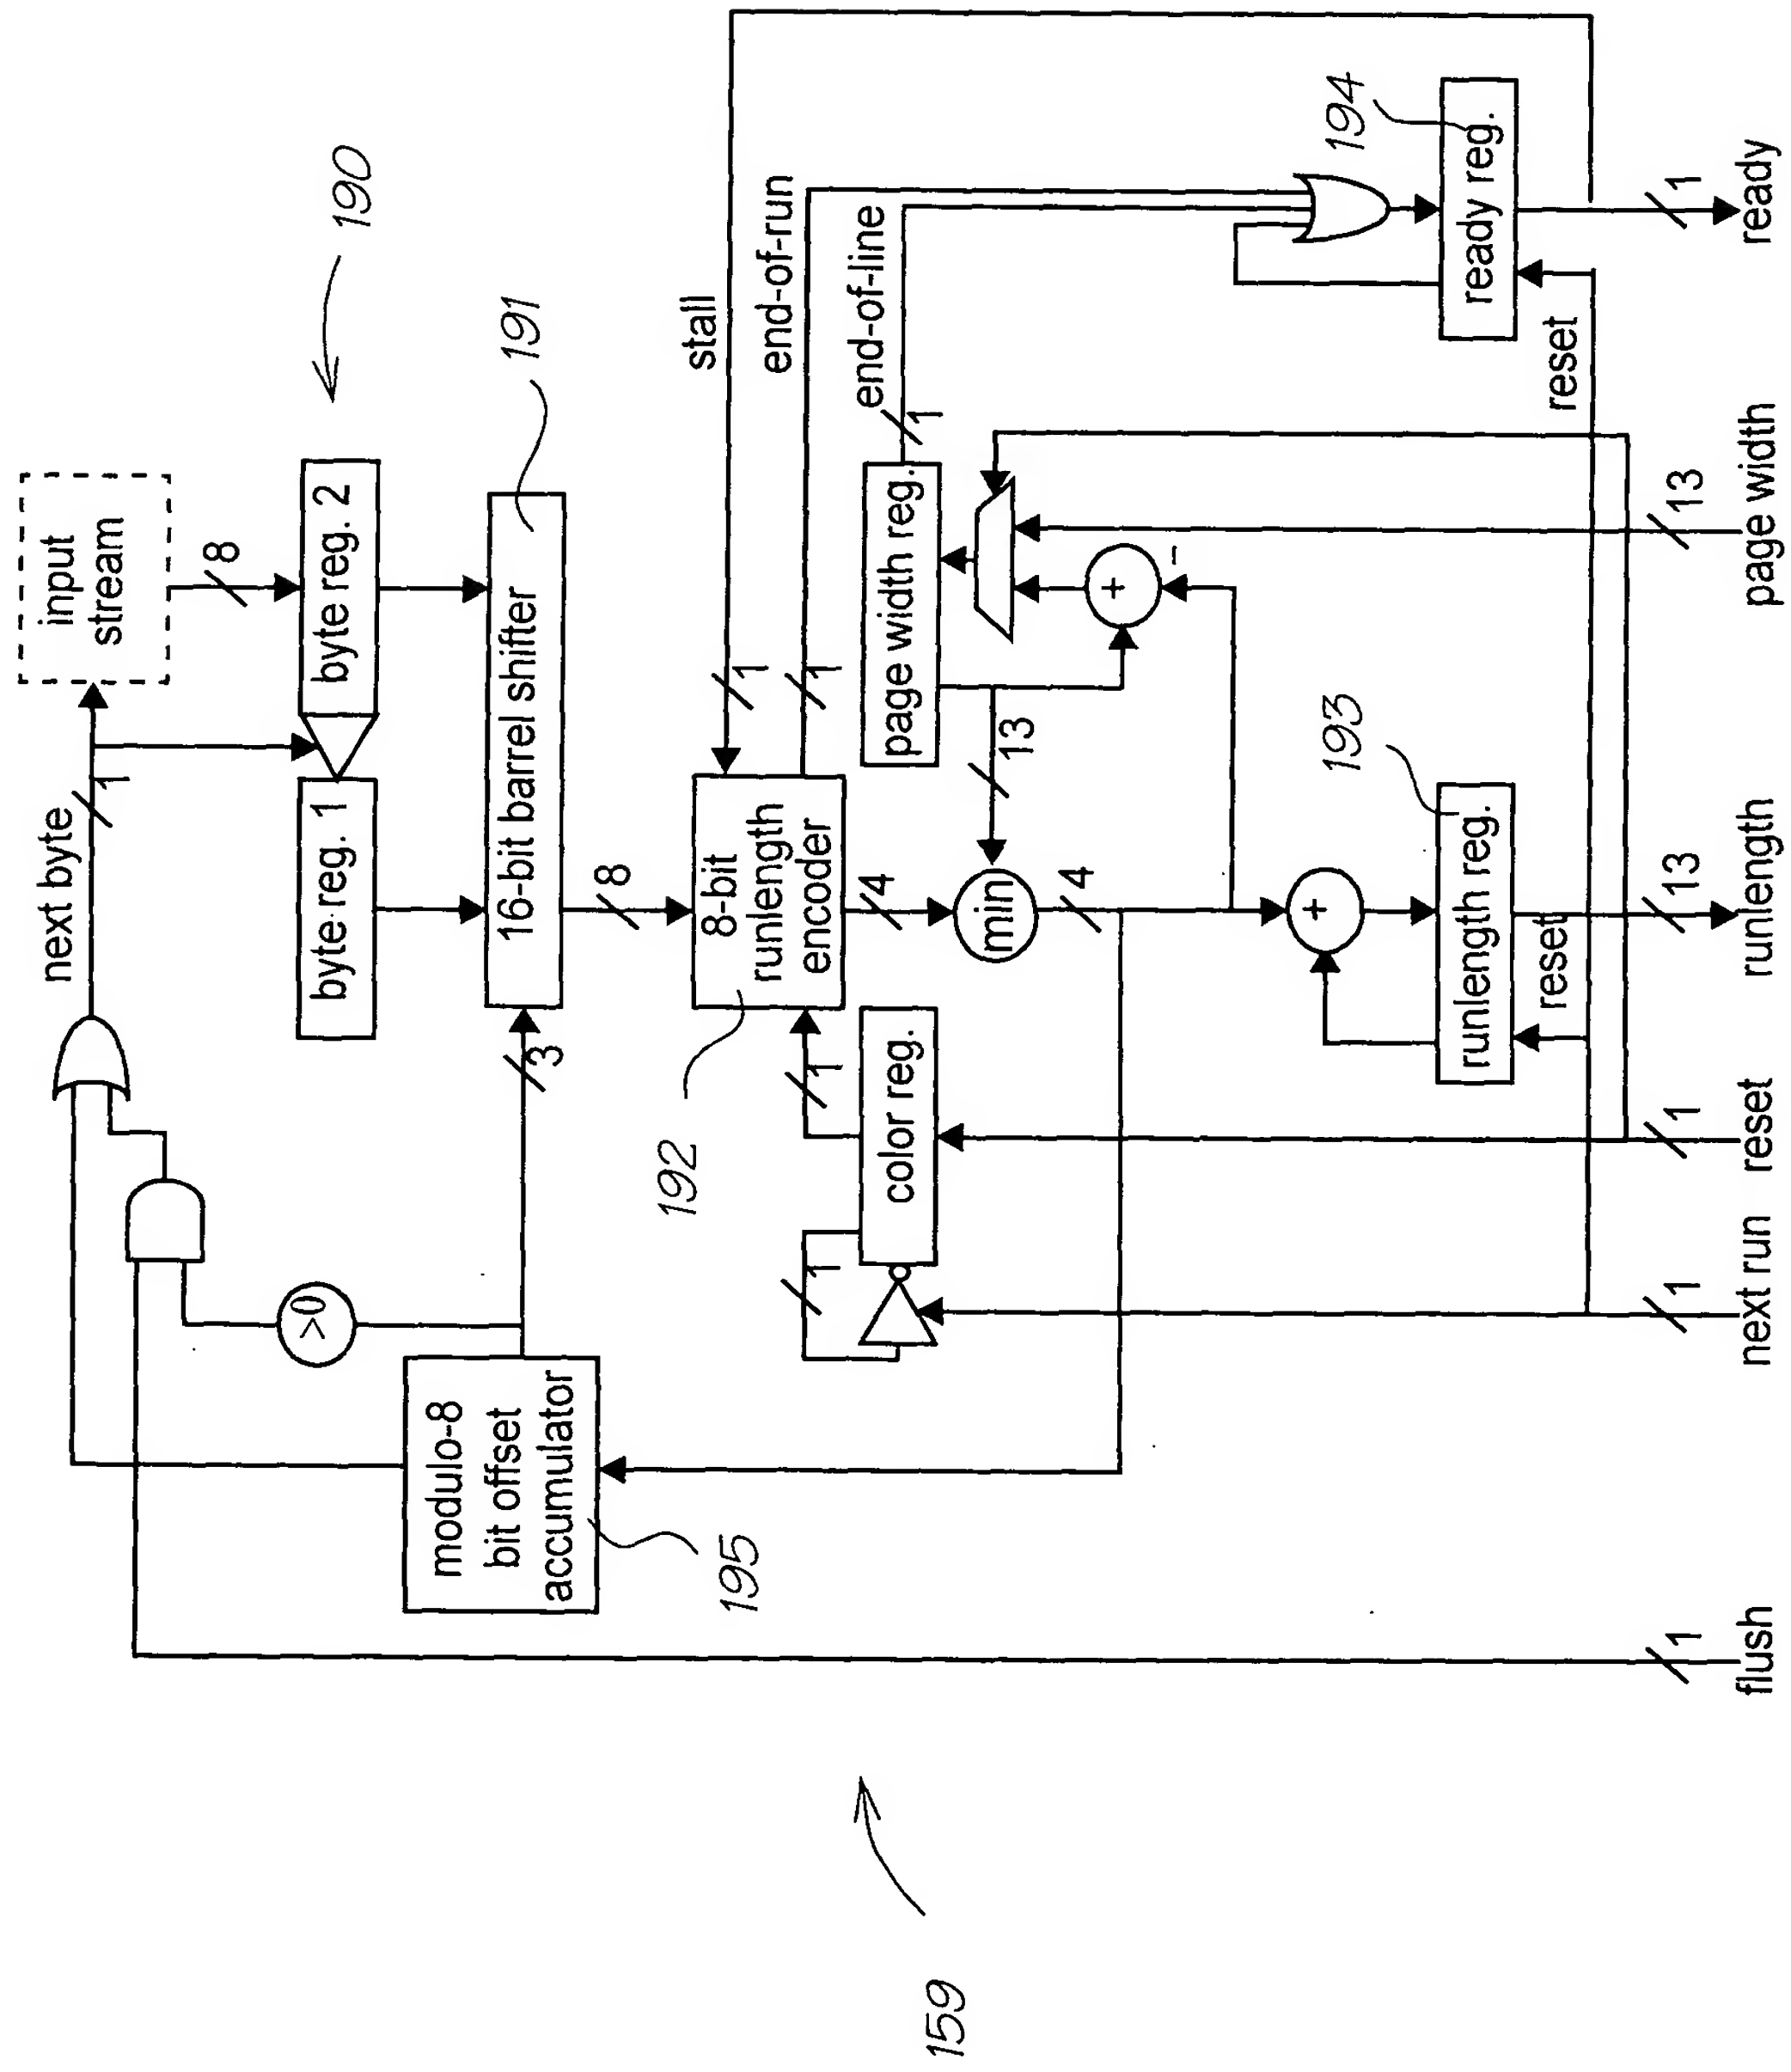 input
stream
next byte
1
8
190
byte reg. 1
byte reg. 2
16-bit barrel shifter
191
>0
3
8
modulo-8
bit offset
accumulator
195
stall
end-of-run
end-of-line
1
1
1
8-bit
runlength
encoder
192
page width reg.
color reg.
1
1
4
min
13
4
+
-
+
193
runlength reg.
reset
194
ready reg.
reset
1
flush
1
next run
1
reset
13
runlength
13
page width
1
ready
159